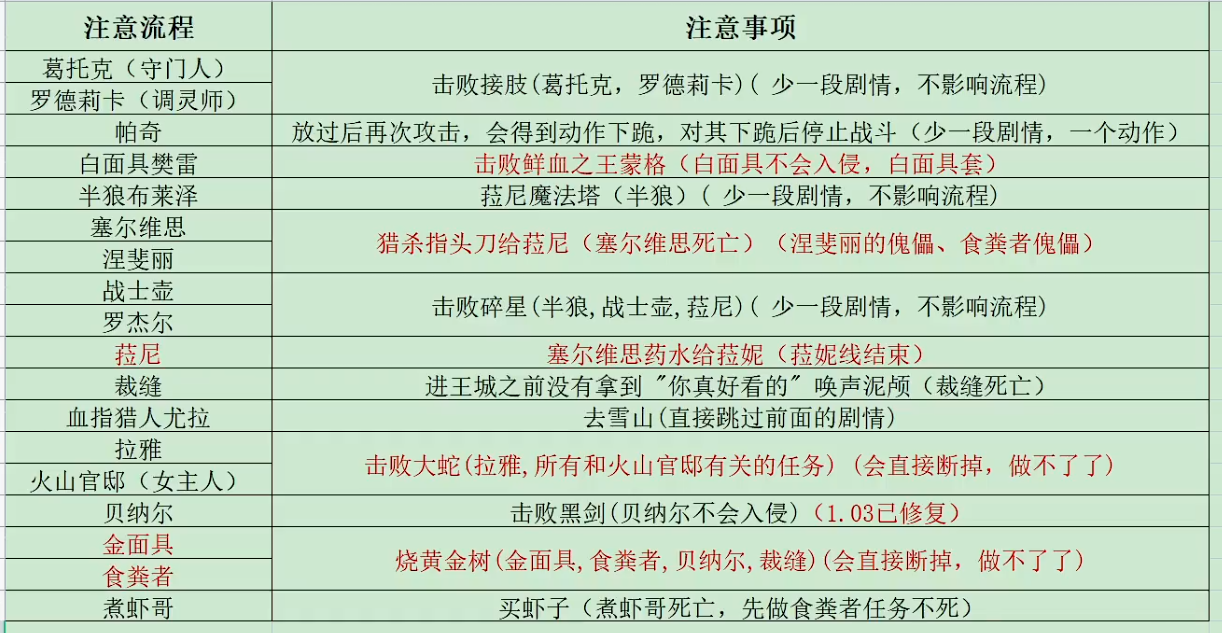 注意流程 注意事项
葛托克（守门人）
击败接肢(葛托克，罗德莉卡)( 少一段剧情，不影响流程)
罗德莉卡（调灵师）
帕奇 放过后再次攻击，会得到动作下跪，对其下跪后停止战斗（少一段剧情，一个动作）
白面具樊雷 击败鲜血之王蒙格（白面具不会入侵，白面具套）
半狼布莱泽 菈尼魔法塔（半狼）( 少一段剧情，不影响流程)
塞尔维思
猎杀指头刀给菈尼（塞尔维思死亡）（涅斐丽的傀儡、食粪者傀儡）
涅斐丽
战士壶
击败碎星(半狼,战士壶,菈尼)( 少一段剧情，不影响流程)
罗杰尔
菈尼 塞尔维思药水给菈妮（菈妮线结束）
裁缝 进王城之前没有拿到 "你真好看的" 唤声泥颅（裁缝死亡）
血指猎人尤拉 去雪山(直接跳过前面的剧情)
拉雅
击败大蛇(拉雅,所有和火山官邸有关的任务) (会直接断掉，做不了了)
火山官邸（女主人）
贝纳尔 击败黑剑(贝纳尔不会入侵)（1.03已修复）
金面具
烧黄金树(金面具,食粪者,贝纳尔,裁缝)(会直接断掉，做不了了)
食粪者
煮虾哥 买虾子（煮虾哥死亡，先做食粪者任务不死）